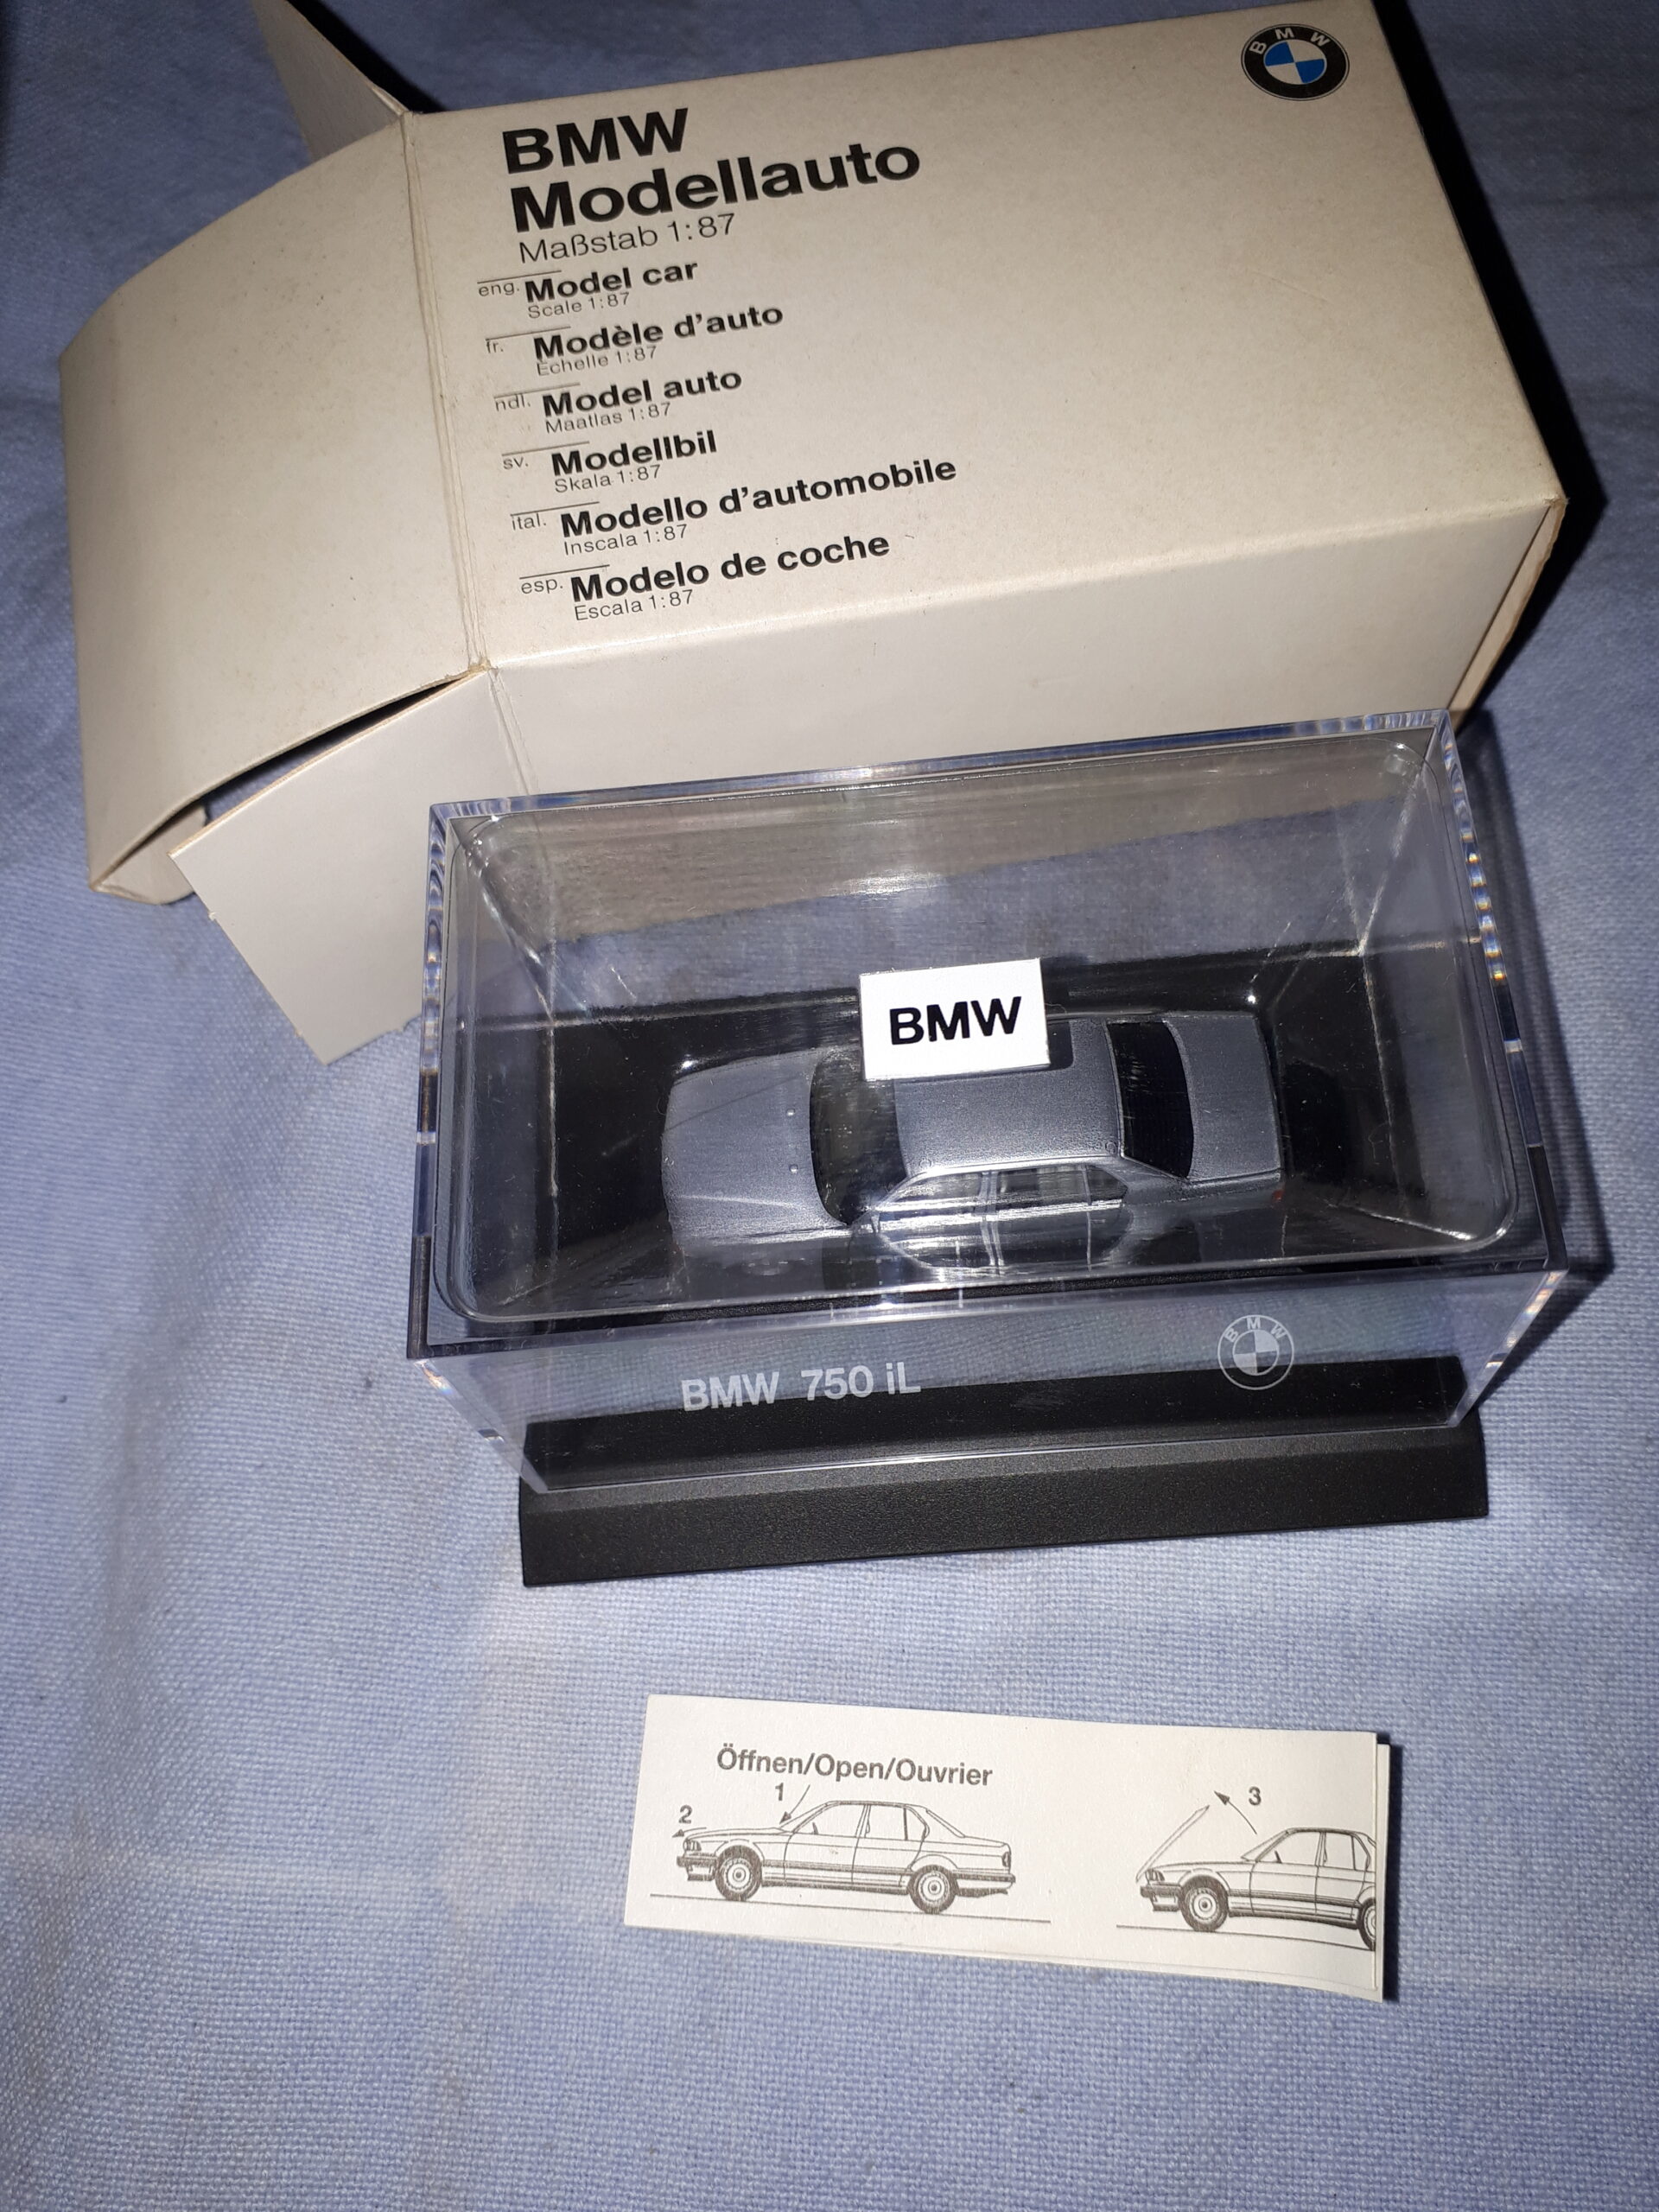 BMW
BMW
Modellauto
Maßstab 1:87
eng. Model car
Scale 1:87
fr. Modèle d'auto
Echelle 1:87
ndl. Model auto
Maatlas 1:87
sv. Modellbil
Skala 1:87
ital. Modello d'automobile
Inscala 1:87
esp. Modelo de coche
Escala 1:87
BMW
BMW 750 iL
BMW
Öffnen/Open/Ouvrier
1
2
3